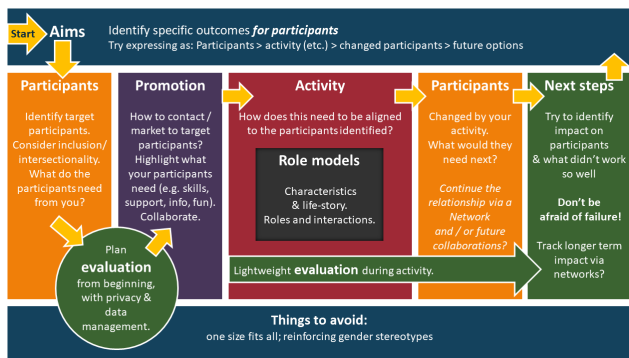 Start
Aims
Identify specific outcomes for participants
Try expressing as: Participants > activity (etc.) > changed participants > future options
Participants
Identify target
participants.
Consider inclusion/
intersectionality.
What do the
participants need
from you?
Plan
evaluation
from beginning,
with privacy &
data
management.
Promotion
How to contact /
market to target
participants?
Highlight what
your participants
need (e.g. skills,
support, info, fun).
Collaborate.
Activity
How does this need to be aligned
to the participants identified?
Role models
Characteristics
& life-story.
Roles and interactions.
Lightweight evaluation during activity.
Participants
Changed by your
activity.
What would they
need next?
Continue the
relationship via a
Network
and / or future
collaborations?
Next steps
Try to identify
impact on
participants
& what didn't work
so well
Don't be
afraid of failure!
Track longer term
impact via
networks?
Things to avoid:
one size fits all; reinforcing gender stereotypes